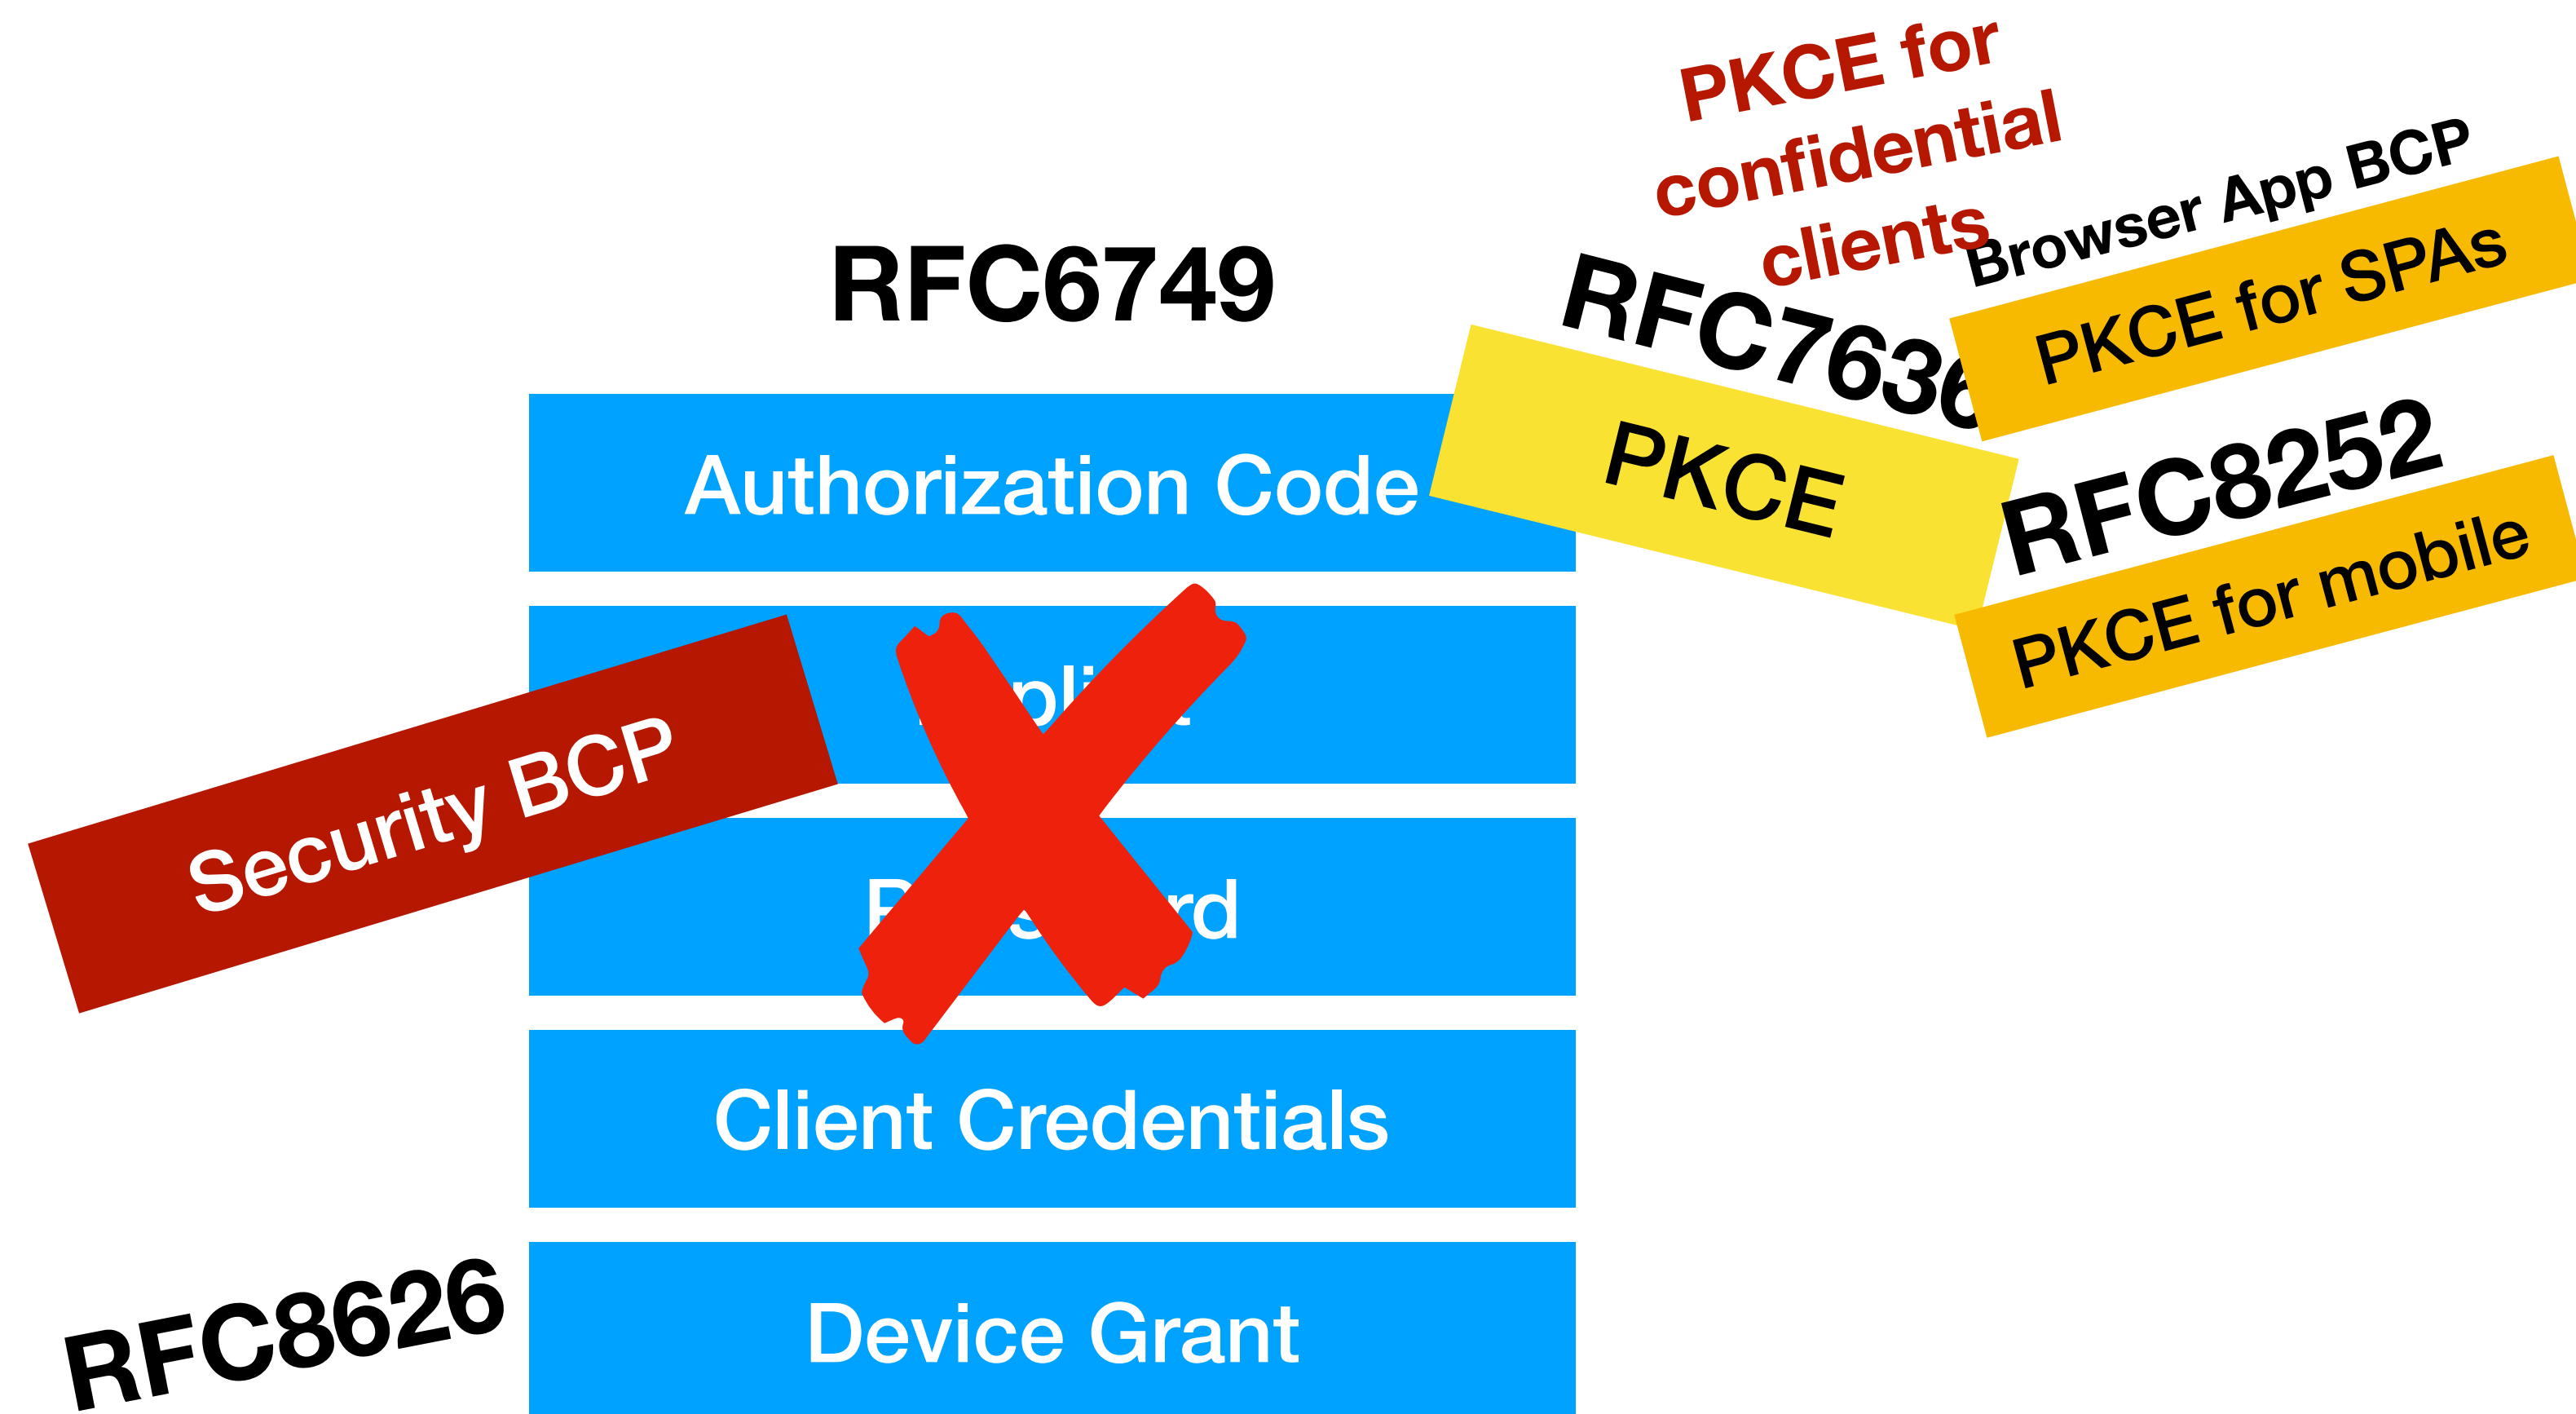 PKCE for
confidential
clients
Browser App BCP
PKCE for SPAs
RFC6749
RFC7636
Authorization Code
PKCE
RFC8252
PKCE for mobile
Security BCP
Client Credentials
RFC8626
Device Grant